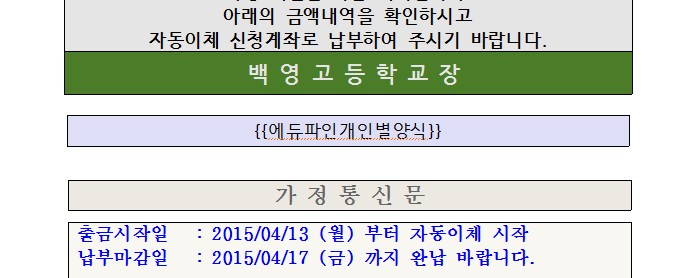 아래의 금액내역을 확인하시고
자동이체 신청계좌로 납부하여 주시기 바랍니다.
백 영 고 등 학 교 장
{{에듀파인개인별양식}}
가 정 통 신 문
출금시작일 : 2015/04/13 (월) 부터 자동이체 시작
납부마감일 : 2015/04/17 (금) 까지 완납 바랍니다.